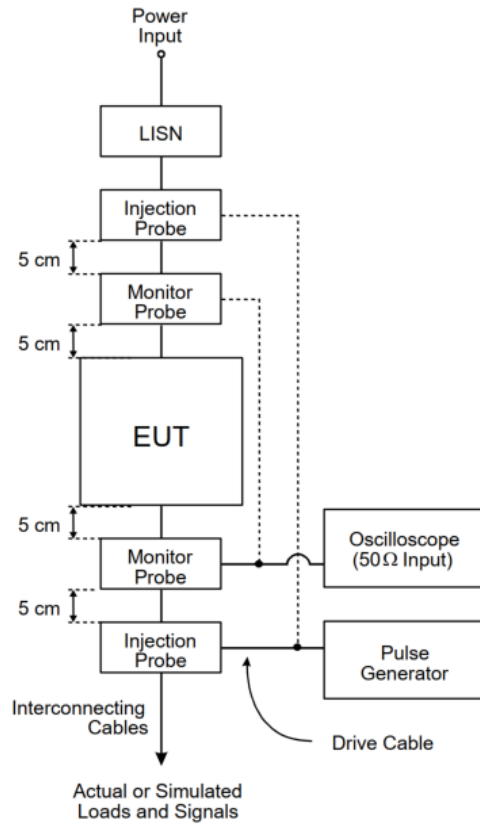 Power
Input
LISN
Injection
Probe
5 cm
Monitor
Probe
5 cm
EUT
5 cm
Monitor
Probe
Oscilloscope
(50Ω Input)
5 cm
Injection
Probe
Pulse
Generator
Interconnecting
Cables
Drive Cable
Actual or Simulated
Loads and Signals